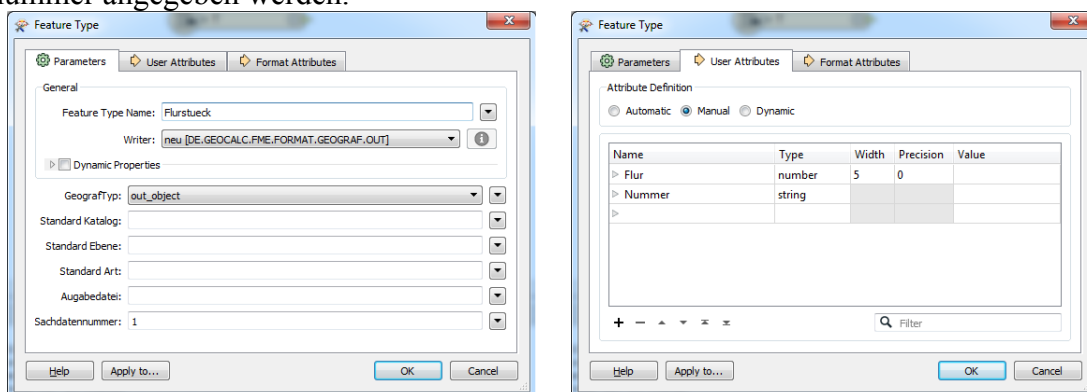 nummer angegeben werden.
Feature Type
Parameters User Attributes Format Attributes
General
Feature Type Name: Flurstueck
Writer: neu [DE.GEOCALC.FME.FORMAT.GEOGRAF.OUT]
Dynamic Properties
GeografTyp: out_object
Standard Katalog:
Standard Ebene:
Standard Art:
Augabedatei:
Sachdatennummer: 1
Help Apply to... OK Cancel
Feature Type
Parameters User Attributes Format Attributes
Attribute Definition
Automatic Manual Dynamic
Name Type Width Precision Value
Flur number 5 0
Nummer string
Filter
Help Apply to... OK Cancel